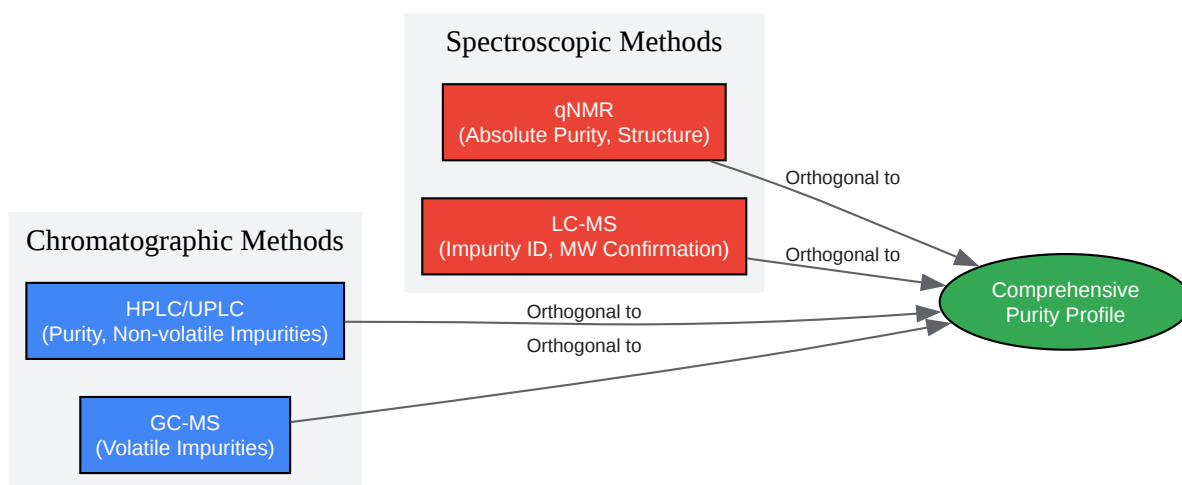 Spectroscopic Methods
qNMR
(Absolute Purity, Structure)
LC-MS
(Impurity ID, MW Confirmation)
Chromatographic Methods
HPLC/UPLC
(Purity, Non-volatile Impurities)
GC-MS
(Volatile Impurities)
Orthogonal to
Orthogonal to
Orthogonal to
Orthogonal to
Comprehensive
Purity Profile